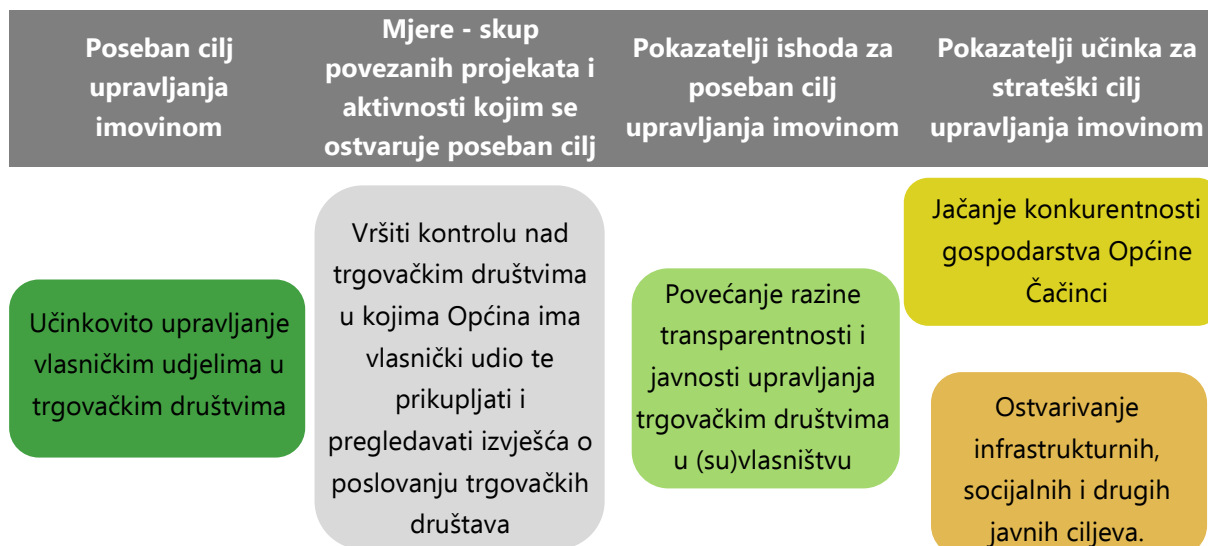 Poseban cilj
upravljanja
imovinom
Mjere - skup
povezanih projekata i
aktivnosti kojim se
ostvaruje poseban cilj
Pokazatelji ishoda za
poseban cilj
upravljanja imovinom
Pokazatelji učinka za
strateški cilj
upravljanja imovinom
Učinkovito upravljanje
vlasničkim udjelima u
trgovačkim društvima
Vršiti kontrolu nad
trgovačkim društvima
u kojima Općina ima
vlasnički udio te
prikupljati i
pregledavati izvješća o
poslovanju trgovačkih
društava
Povećanje razine
transparentnosti i
javnosti upravljanja
trgovačkim društvima
u (su)vlasništvu
Jačanje konkurentnosti
gospodarstva Općine
Čačinci
Ostvarivanje
infrastrukturnih,
socijalnih i drugih
javnih ciljeva.